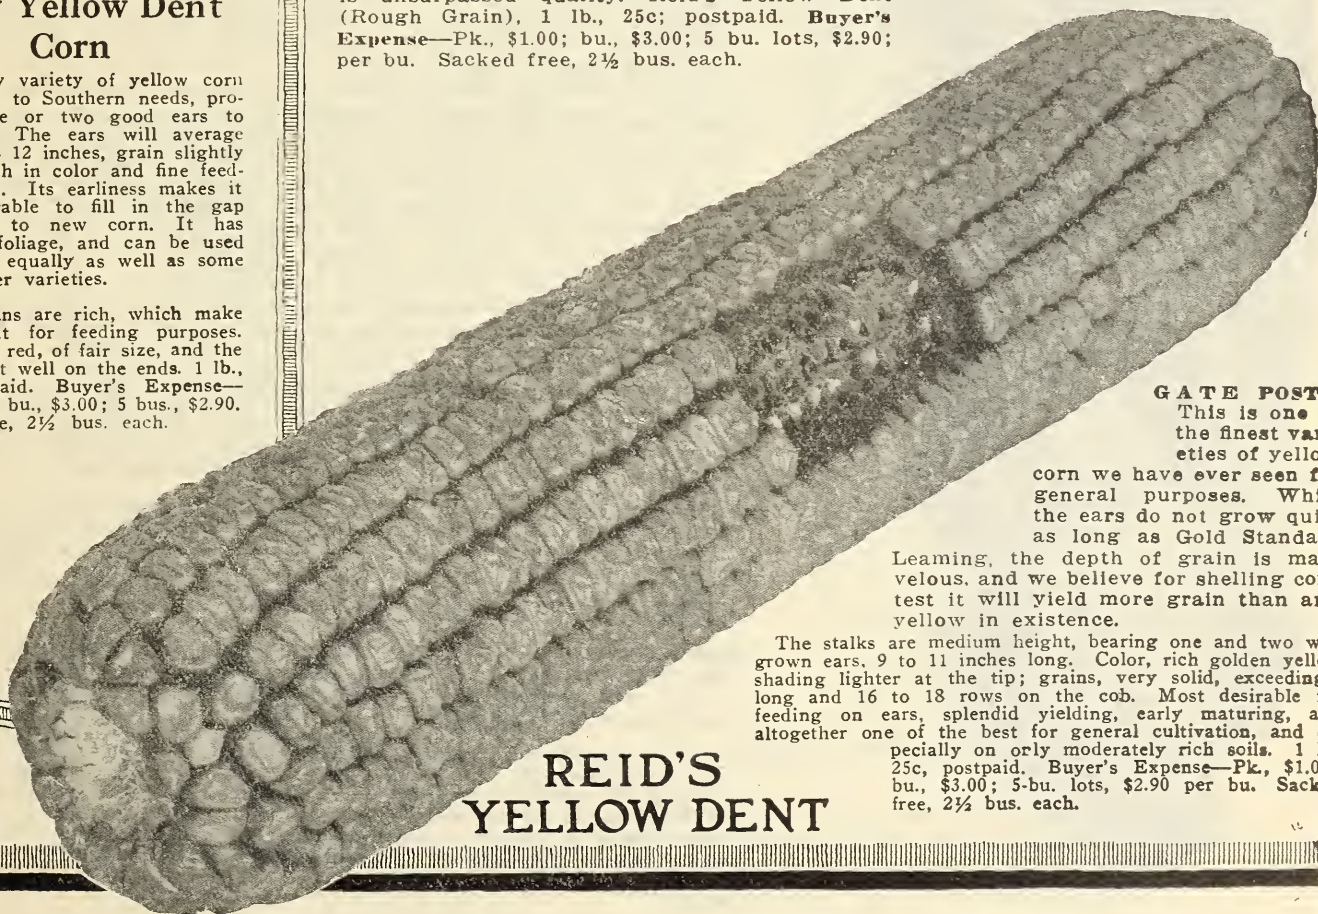 Yellow Dent
Corn
variety of yellow corn
to Southern needs, pro-
or two good ears to
The ears will average
12 inches, grain slightly
in color and fine feed-
Its earliness makes it
able to fill in the gap
to new corn. It has
foliage, and can be used
equally as well as some
er varieties.
ns are rich, which make
t for feeding purposes.
red, of fair size, and the
t well on the ends. 1 lb.,
aid. Buyer's Expense—
bu., $3.00; 5 bus., $2.90.
e, 2½ bus. each.
(Rough Grain), 1 lb., 25c; postpaid. Buyer's
Expense—Pk., $1.00; bu., $3.00; 5 bu. lots, $2.90;
per bu. Sacked free, 2½ bus. each.
GATE POST
This is one
the finest var
eties of yello
corn we have ever seen f
general purposes. Whi
the ears do not grow qui
as long as Gold Standa
Leaming, the depth of grain is ma
velous, and we believe for shelling co
test it will yield more grain than a
yellow in existence.
The stalks are medium height, bearing one and two w
grown ears, 9 to 11 inches long. Color, rich golden yell
shading lighter at the tip; grains, very solid, exceeding
long and 16 to 18 rows on the cob. Most desirable
feeding on ears, splendid yielding, early maturing, a
altogether one of the best for general cultivation, and
pecially on orly moderately rich soils. 1
25c, postpaid. Buyer's Expense—Pk., $1.0
bu., $3.00; 5-bu. lots, $2.90 per bu. Sack
free, 2½ bus. each.
REID'S
YELLOW DENT